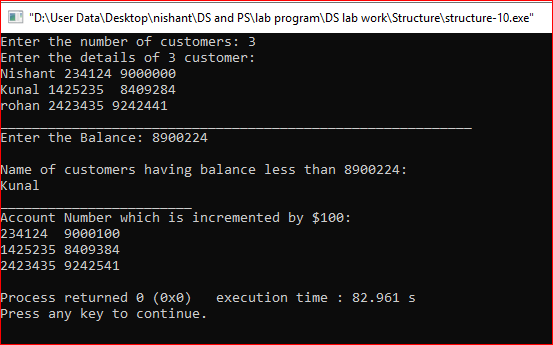 "D:\User Data\Desktop\nishant\DS and PS\lab program\DS lab work\Structure\structure-10.exe"
Enter the number of customers: 3
Enter the details of 3 customer:
Nishant 234124 9000000
Kunal 1425235  8409284
rohan 2423435 9242441
___________________________________________________________
Enter the Balance: 8900224
Name of customers having balance less than 8900224:
Kunal
________________________
Account Number which is incremented by $100:
234124  9000100
1425235 8409384
2423435 9242541
Process returned 0 (0x0)   execution time : 82.961 s
Press any key to continue.